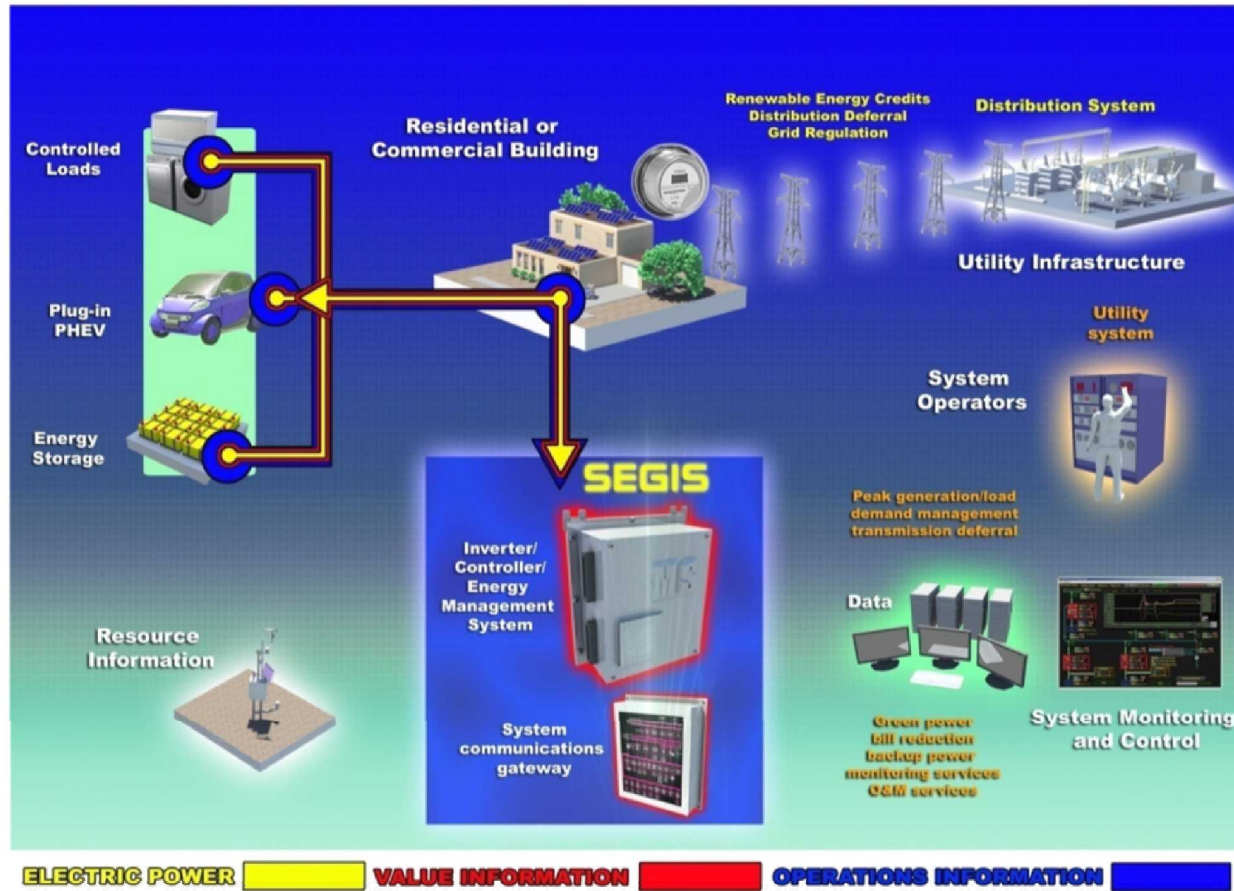 Renewable Energy Credits
Distribution Deferral
Grid Regulation
Distribution System
Controlled
Loads
Residential or
Commercial Building
Utility Infrastructure
Plug-in
PHEV
Utility
system
System
Operators
Energy
Storage
SEGIS
Peak generation/load
demand management
transmission deferral
Inverter/
Controller/
Energy
Management
System
Data
Resource
Information
System
communications
gateway
Green power
bill reduction
backup power
monitoring services
O&M services
System Monitoring
and Control
ELECTRIC POWER
VALUE INFORMATION
OPERATIONS INFORMATION